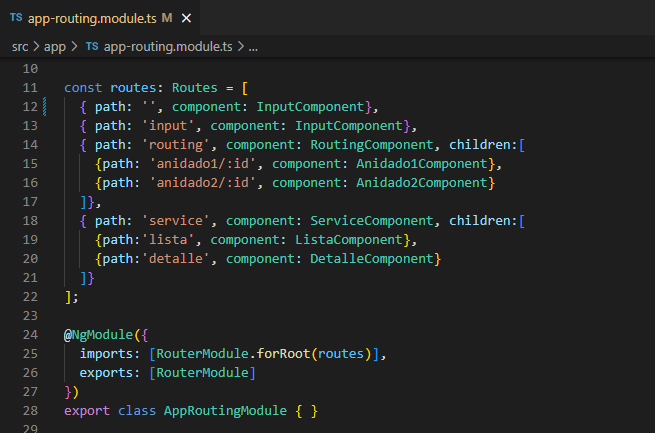 TS app-routing.module.ts M ×
src > app > TS app-routing.module.ts > ...
10
11 const routes: Routes = [
12   { path: '', component: InputComponent},
13   { path: 'input', component: InputComponent},
14   { path: 'routing', component: RoutingComponent, children:[
15     {path: 'anidado1/:id', component: Anidado1Component},
16     {path: 'anidado2/:id', component: Anidado2Component}
17   ]},
18   { path: 'service', component: ServiceComponent, children:[
19     {path:'lista', component: ListaComponent},
20     {path:'detalle', component: DetalleComponent}
21   ]}
22 ];
23
24 @NgModule({
25   imports: [RouterModule.forRoot(routes)],
26   exports: [RouterModule]
27 })
28 export class AppRoutingModule { }
29